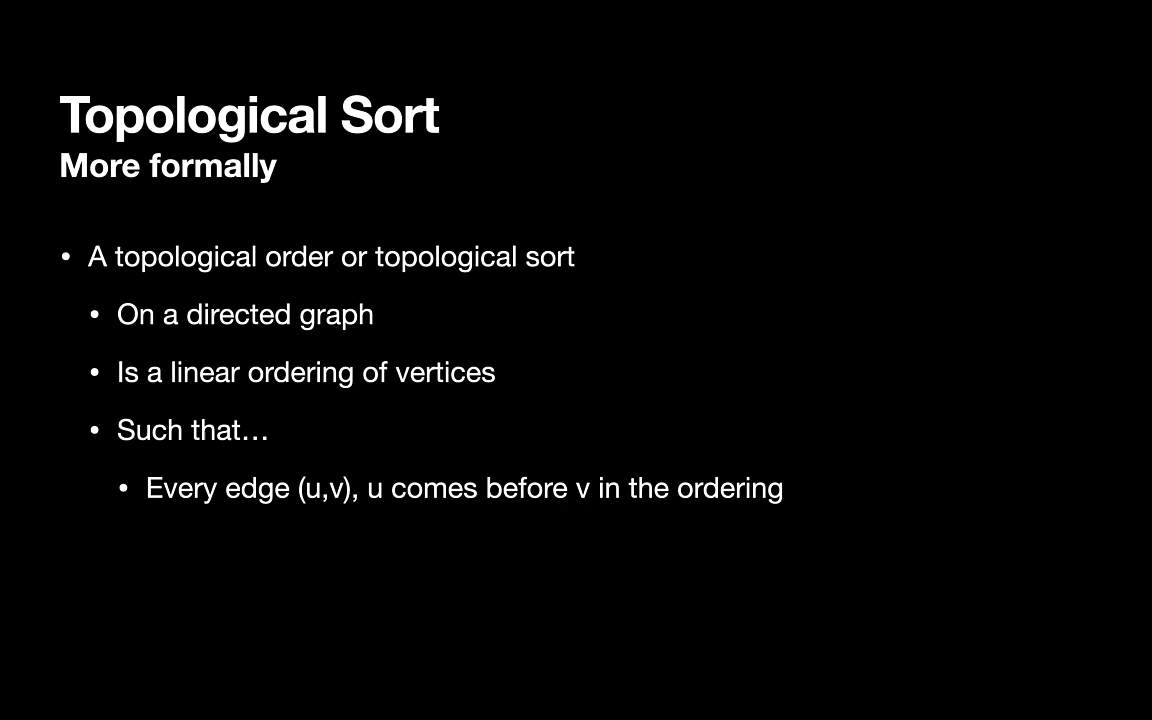 Topological Sort
More formally
• A topological order or topological sort
• On a directed graph
• Is a linear ordering of vertices
• Such that…
• Every edge (u,v), u comes before v in the ordering